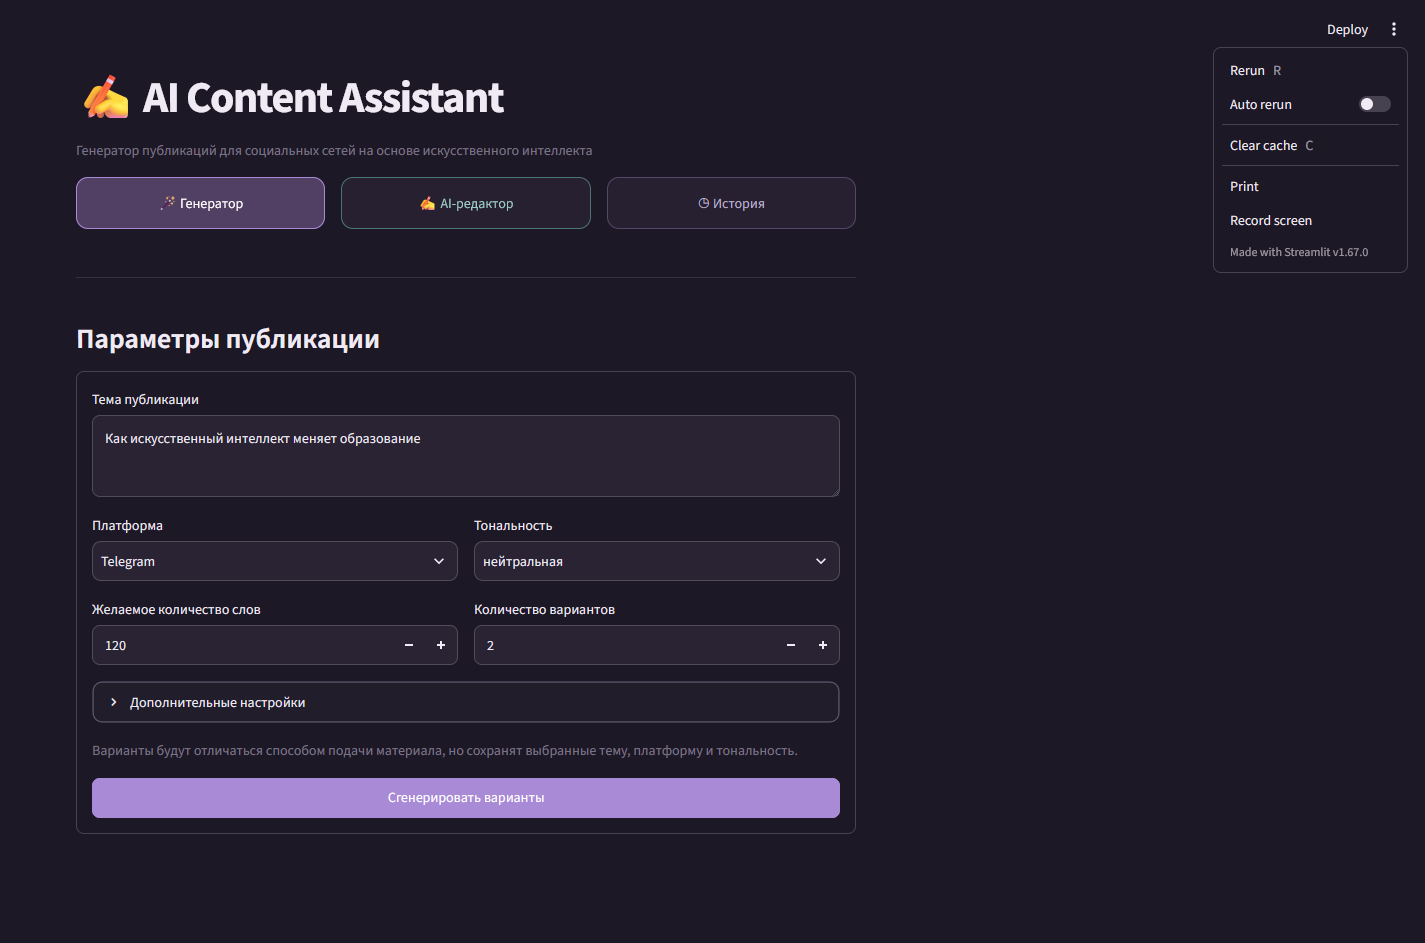 Deploy
Rerun R
Auto rerun
Clear cache C
Print
Record screen
Made with Streamlit v1.67.0
AI Content Assistant
Генератор публикаций для социальных сетей на основе искусственного интеллекта
Генератор
AI-редактор
История
Параметры публикации
Тема публикации
Как искусственный интеллект меняет образование
Платформа
Тональность
Telegram
нейтральная
Желаемое количество слов
Количество вариантов
120
2
Дополнительные настройки
Варианты будут отличаться способом подачи материала, но сохранят выбранные тему, платформу и тональность.
Сгенерировать варианты